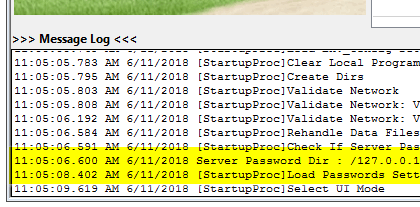 >>> Message Log <<<
11:05:05.783 AM 6/11/2018 [StartupProc]Clear Local Program
11:05:05.795 AM 6/11/2018 [StartupProc]Create Dirs
11:05:05.803 AM 6/11/2018 [StartupProc]Validate Network
11:05:05.808 AM 6/11/2018 [StartupProc]Validate Network: V
11:05:06.192 AM 6/11/2018 [StartupProc]Validate Network: V
11:05:06.584 AM 6/11/2018 [StartupProc]Rehandle Data Files
11:05:06.591 AM 6/11/2018 [StartupProc]Check If Server Pas
11:05:06.600 AM 6/11/2018 Server Password Dir : /127.0.0.1
11:05:08.402 AM 6/11/2018 [StartupProc]Load Passwords Sett
11:05:09.619 AM 6/11/2018 [StartupProc]Select UI Mode